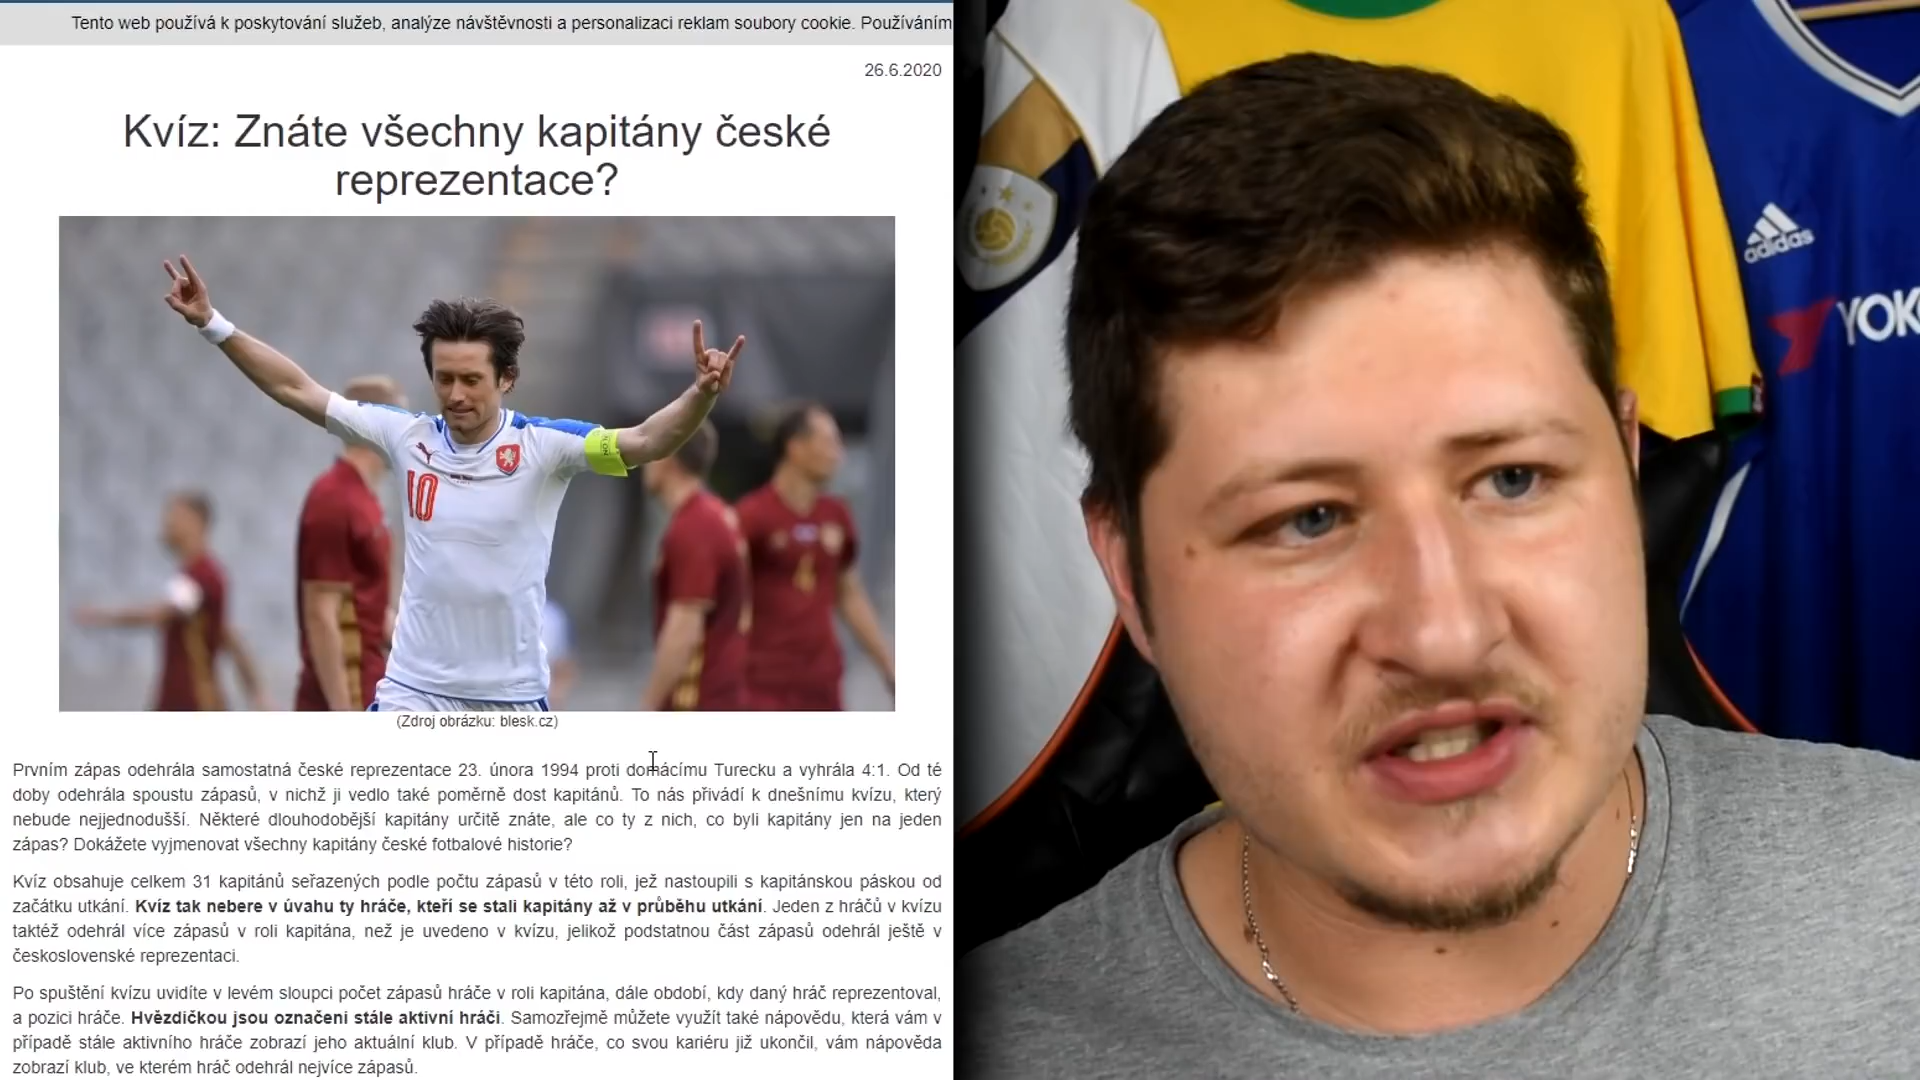 Tento web používá k poskytování služeb, analýze návštěvnosti a personalizaci reklam soubory cookie. Používáním
26.6.2020
Kvíz: Znáte všechny kapitány české
reprezentace?
10
4
(Zdroj obrázku: blesk.cz)
Prvním zápas odehrála samostatná české reprezentace 23. února 1994 proti domácímu Turecku a vyhrála 4:1. Od té
doby odehrála spoustu zápasů, v nichž ji vedlo také poměrně dost kapitánů. To nás přivádí k dnešnímu kvízu, který
nebude nejjednodušší. Některé dlouhodobější kapitány určitě znáte, ale co ty z nich, co byli kapitány jen na jeden
zápas? Dokážete vyjmenovat všechny kapitány české fotbalové historie?
Kvíz obsahuje celkem 31 kapitánů seřazených podle počtu zápasů v této roli, jež nastoupili s kapitánskou páskou od
začátku utkání. Kvíz tak nebere v úvahu ty hráče, kteří se stali kapitány až v průběhu utkání. Jeden z hráčů v kvízu
taktéž odehrál více zápasů v roli kapitána, než je uvedeno v kvízu, jelikož podstatnou část zápasů odehrál ještě v
československé reprezentaci.
Po spuštění kvízu uvidíte v levém sloupci počet zápasů hráče v roli kapitána, dále období, kdy daný hráč reprezentoval,
a pozici hráče. Hvězdičkou jsou označeni stále aktivní hráči. Samozřejmě můžete využít také nápovědu, která vám v
případě stále aktivního hráče zobrazí jeho aktuální klub. V případě hráče, co svou kariéru již ukončil, vám nápověda
zobrazí klub, ve kterém hráč odehrál nejvíce zápasů.
adidas
YOKO